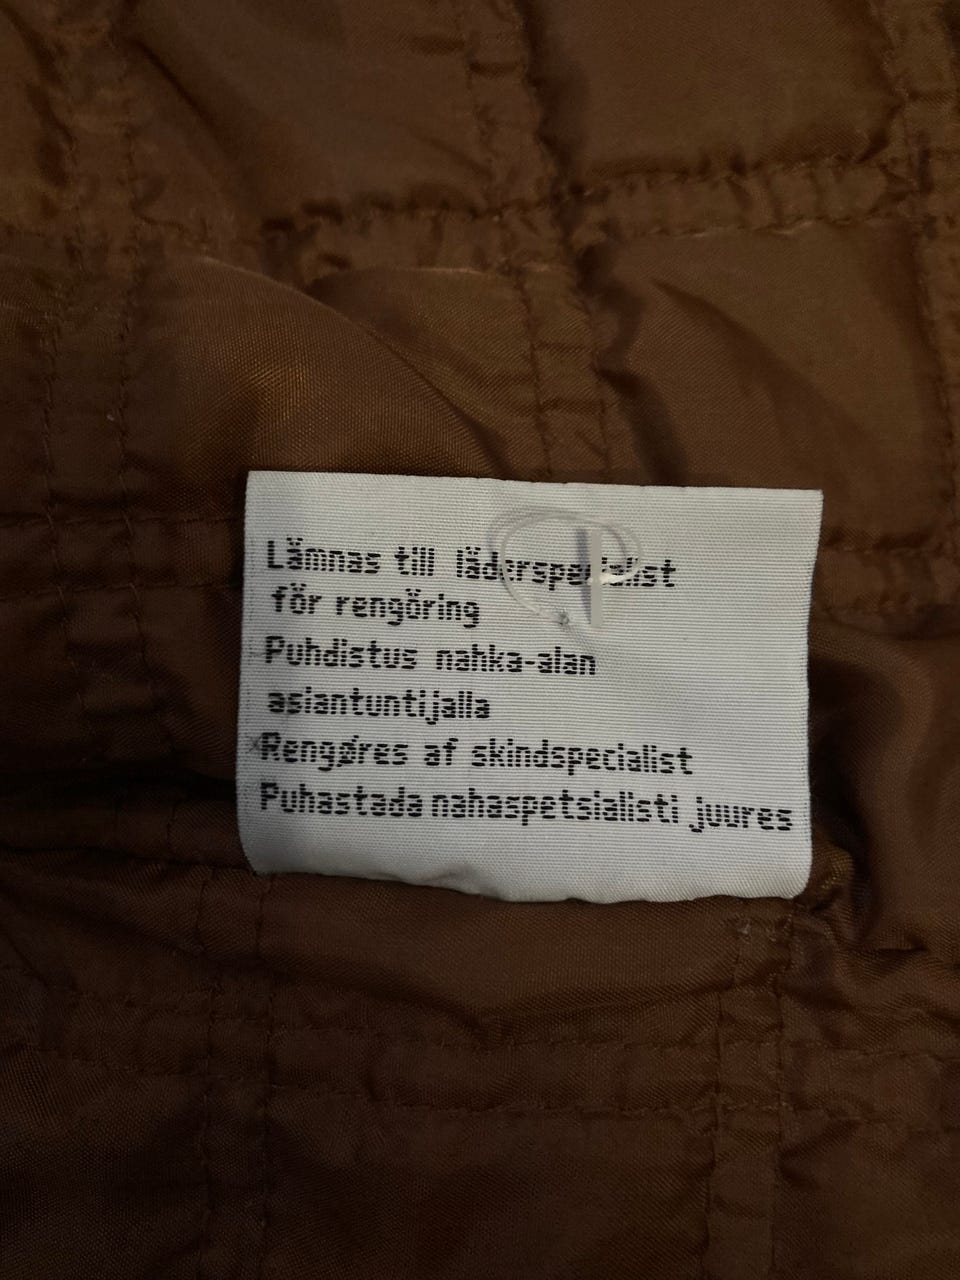 Lämnas till läderspecialist
för rengöring
Puhdistus nahka-alan
asiantuntijalla
Rengøres af skindspecialist
Puhastada nahaspetsialisti juures